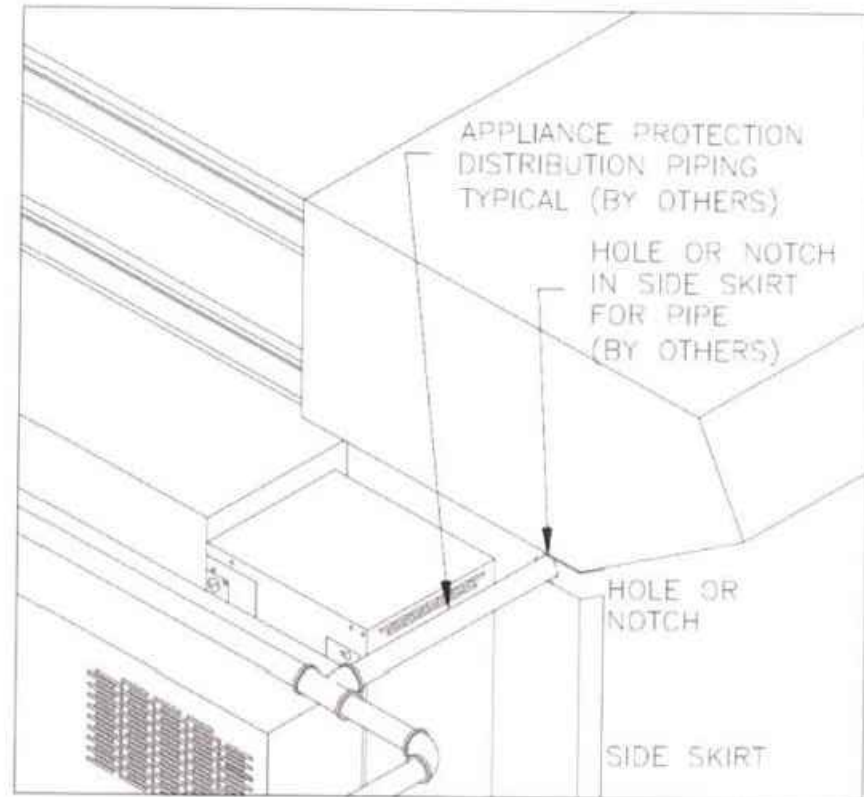 APPLIANCE PROTECTION
DISTRIBUTION PIPING
TYPICAL (BY OTHERS)
HOLE OR NOTCH
IN SIDE SKIRT
FOR PIPE
(BY OTHERS)
HOLE OR
NOTCH
SIDE SKIRT